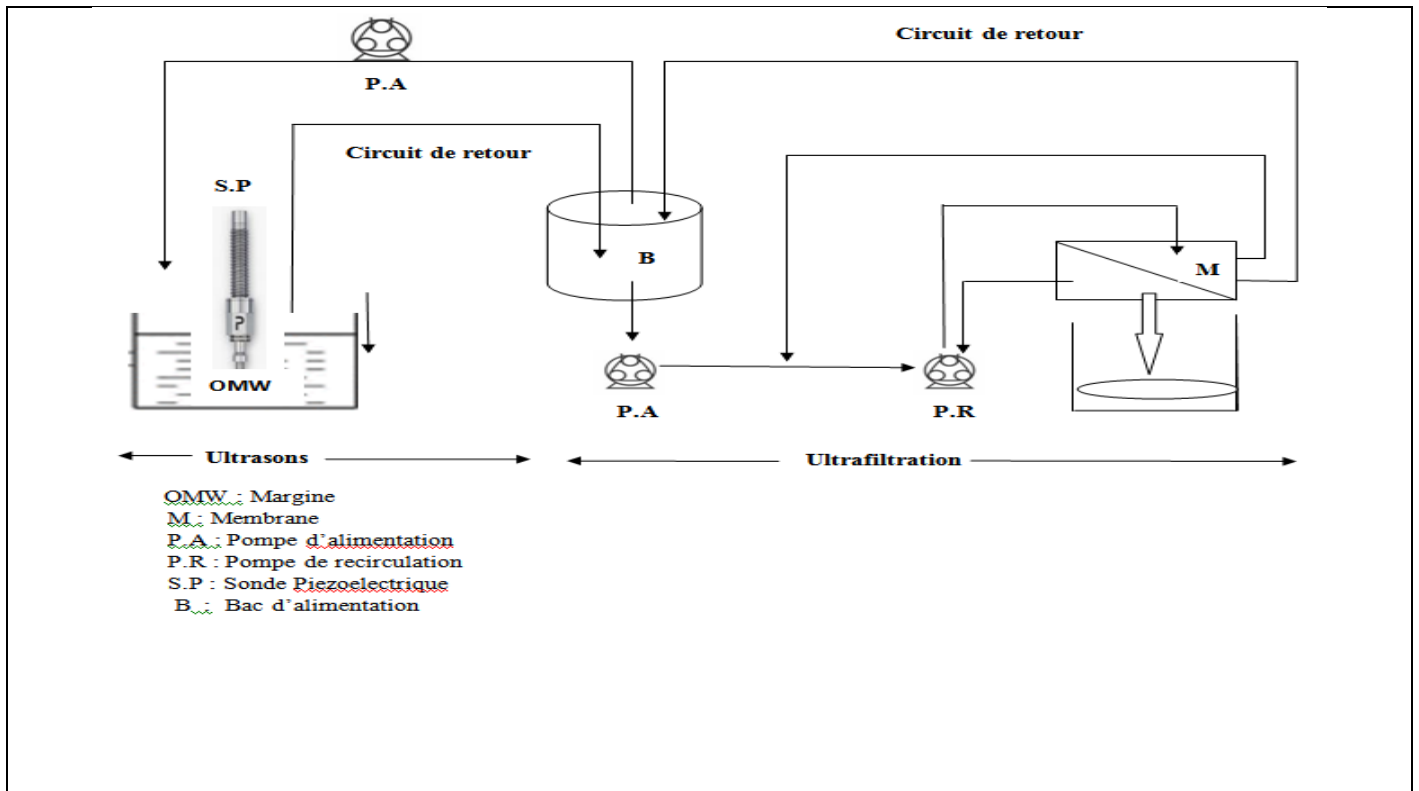 Circuit de retour
P.A
Circuit de retour
S.P
B
M
P
OMW
P.A
P.R
Ultrasons
Ultrafiltration
OMW : Margine
M : Membrane
P.A : Pompe d'alimentation
P.R : Pompe de recirculation
S.P : Sonde Piezoelectrique
B : Bac d'alimentation